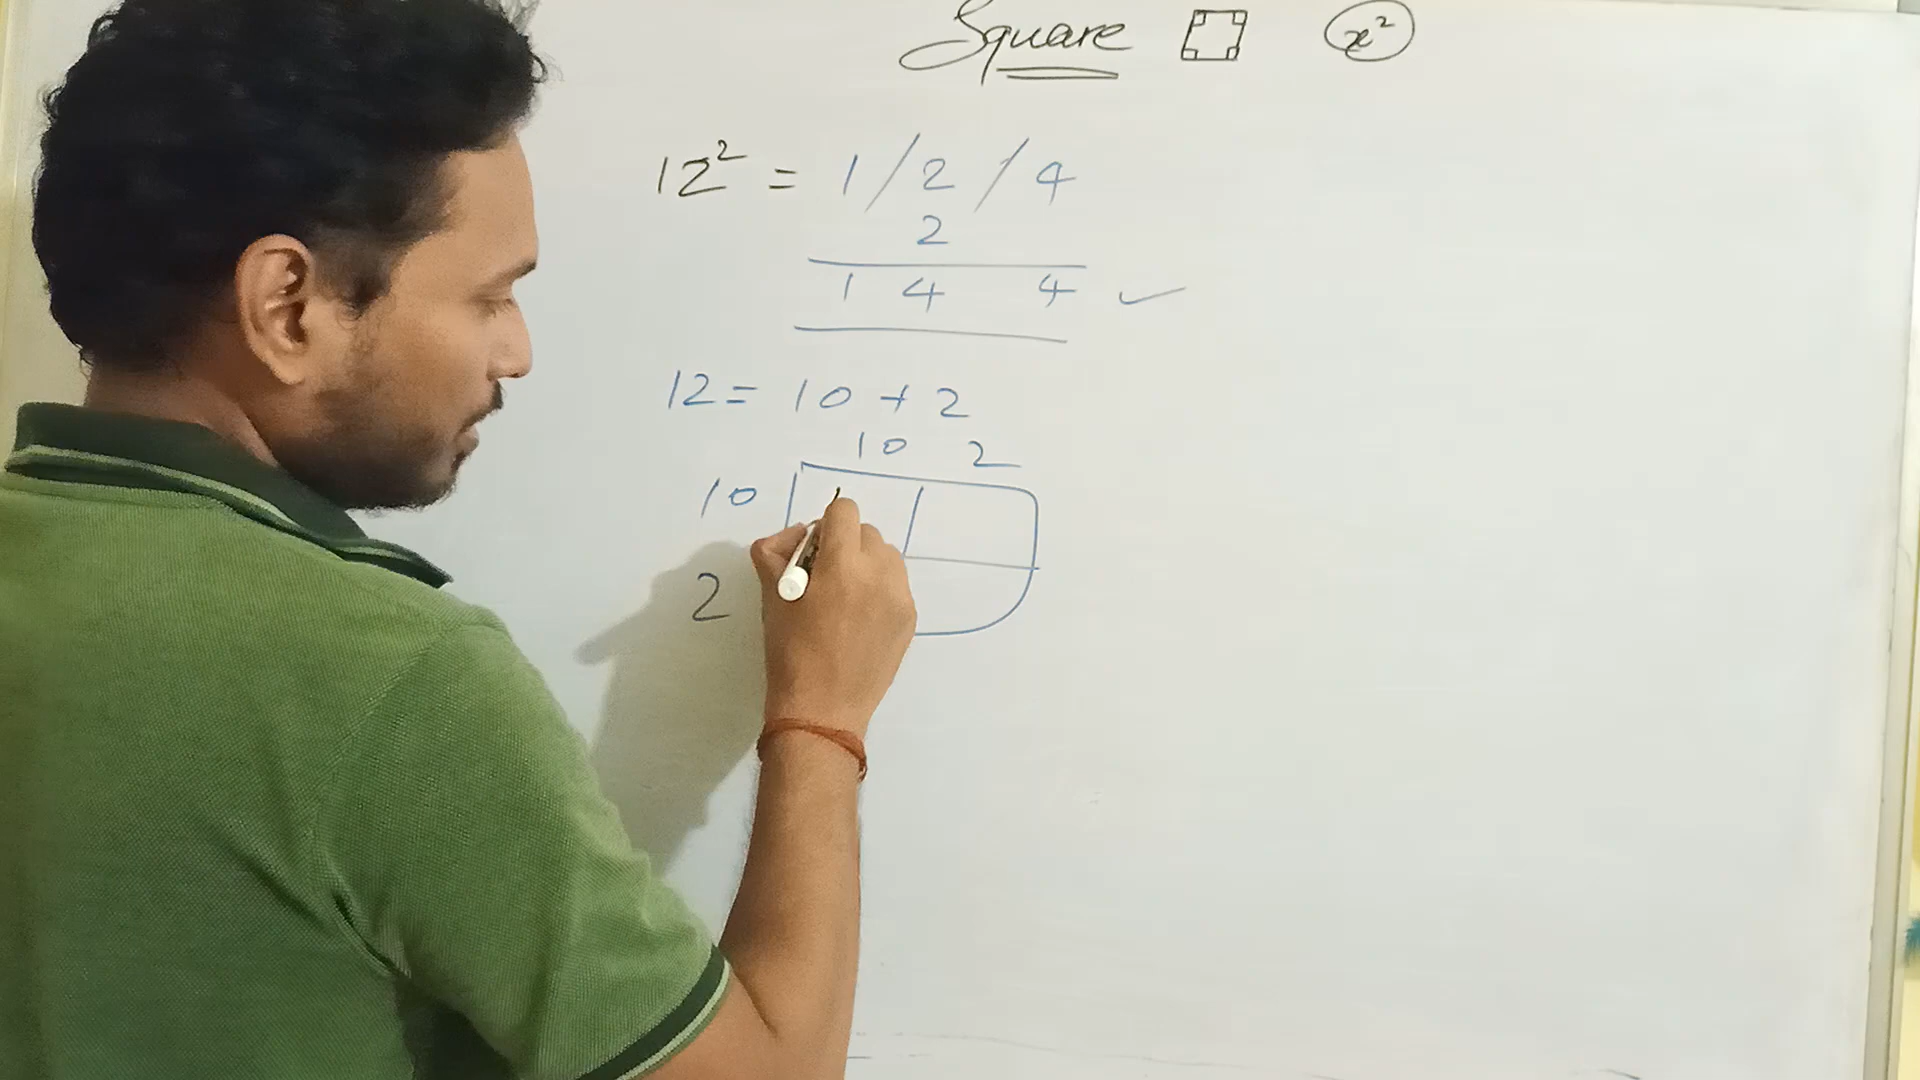 Square x²
12² = 1 / 2 / 4
2
1 4 4 ✓
12 = 10 + 2
10 2
10
2